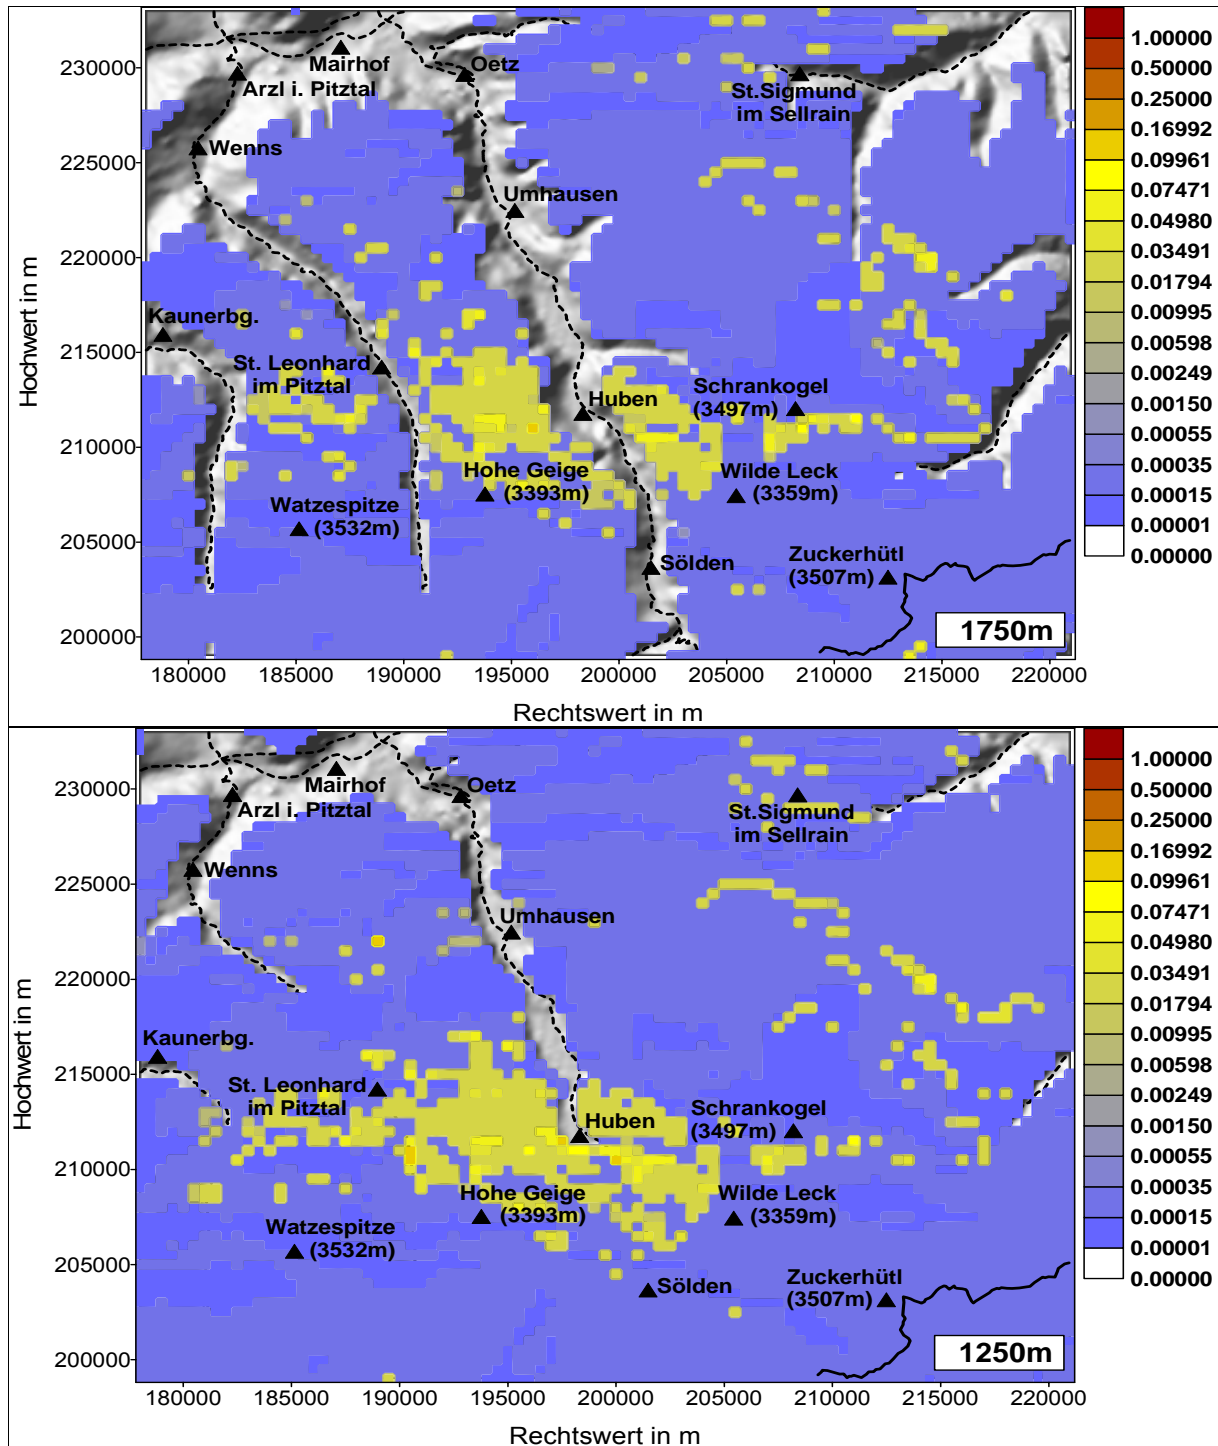 230000
225000
220000
215000
210000
205000
200000
Hochwert in m
Mairhof
Oetz
Arzl i. Pitztal
St.Sigmund
im Sellrain
Wenns
Umhausen
Kaunerbg.
St. Leonhard
im Pitztal
Huben
Schrankogel
(3497m)
Hohe Geige
(3393m)
Wilde Leck
(3359m)
Watzespitze
(3532m)
Sölden
Zuckerhütl
(3507m)
1750m
180000 185000 190000 195000 200000 205000 210000 215000 220000
Rechtswert in m
1.00000
0.50000
0.25000
0.16992
0.09961
0.07471
0.04980
0.03491
0.01794
0.00995
0.00598
0.00249
0.00150
0.00055
0.00035
0.00015
0.00001
0.00000
230000
225000
220000
215000
210000
205000
200000
Hochwert in m
Mairhof
Oetz
Arzl i. Pitztal
St.Sigmund
im Sellrain
Wenns
Umhausen
Kaunerbg.
St. Leonhard
im Pitztal
Huben
Schrankogel
(3497m)
Hohe Geige
(3393m)
Wilde Leck
(3359m)
Watzespitze
(3532m)
Sölden
Zuckerhütl
(3507m)
1250m
180000 185000 190000 195000 200000 205000 210000 215000 220000
Rechtswert in m
1.00000
0.50000
0.25000
0.16992
0.09961
0.07471
0.04980
0.03491
0.01794
0.00995
0.00598
0.00249
0.00150
0.00055
0.00035
0.00015
0.00001
0.00000